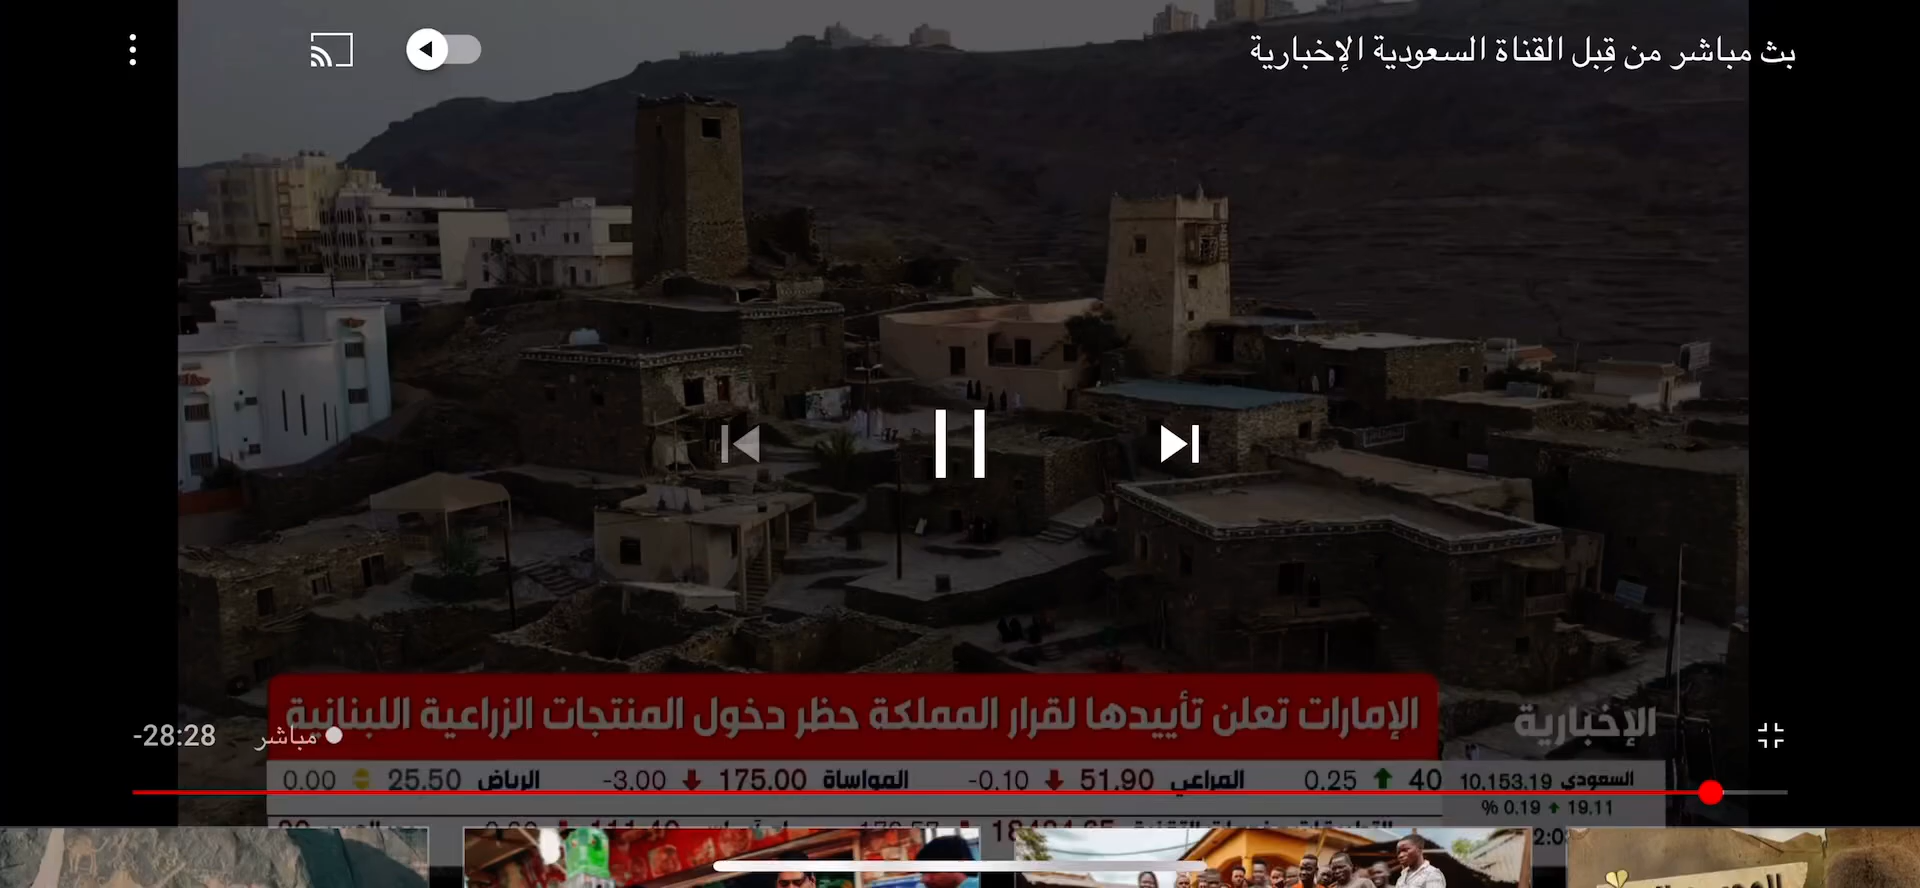 بث مباشر من قِبل القناة السعودية الإخبارية
الإمارات تعلن تأييدها لقرار المملكة حظر دخول المنتجات الزراعية اللبنانية
الإخبارية
-28:28
مباشر
السعودي 10,153.19
% 0.19 19.11
40 0.25 المراعي 51.90 -0.10 المواساة 175.00 -3.00 الرياض 25.50 0.00